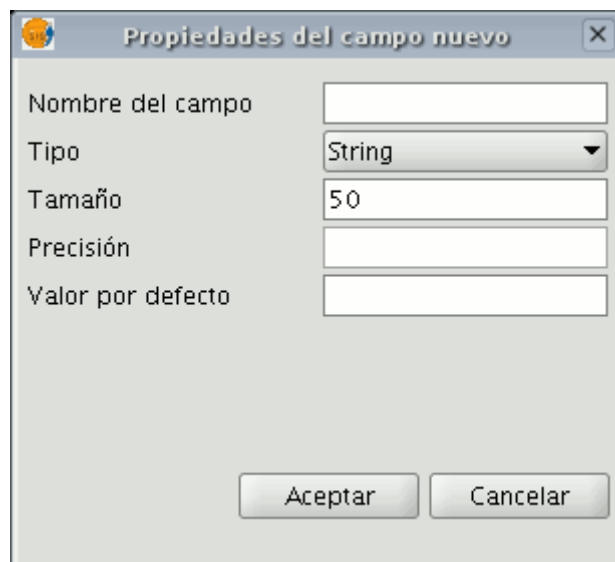 Propiedades del campo nuevo
Nombre del campo
Tipo String
Tamaño 50
Precisión
Valor por defecto
Aceptar Cancelar